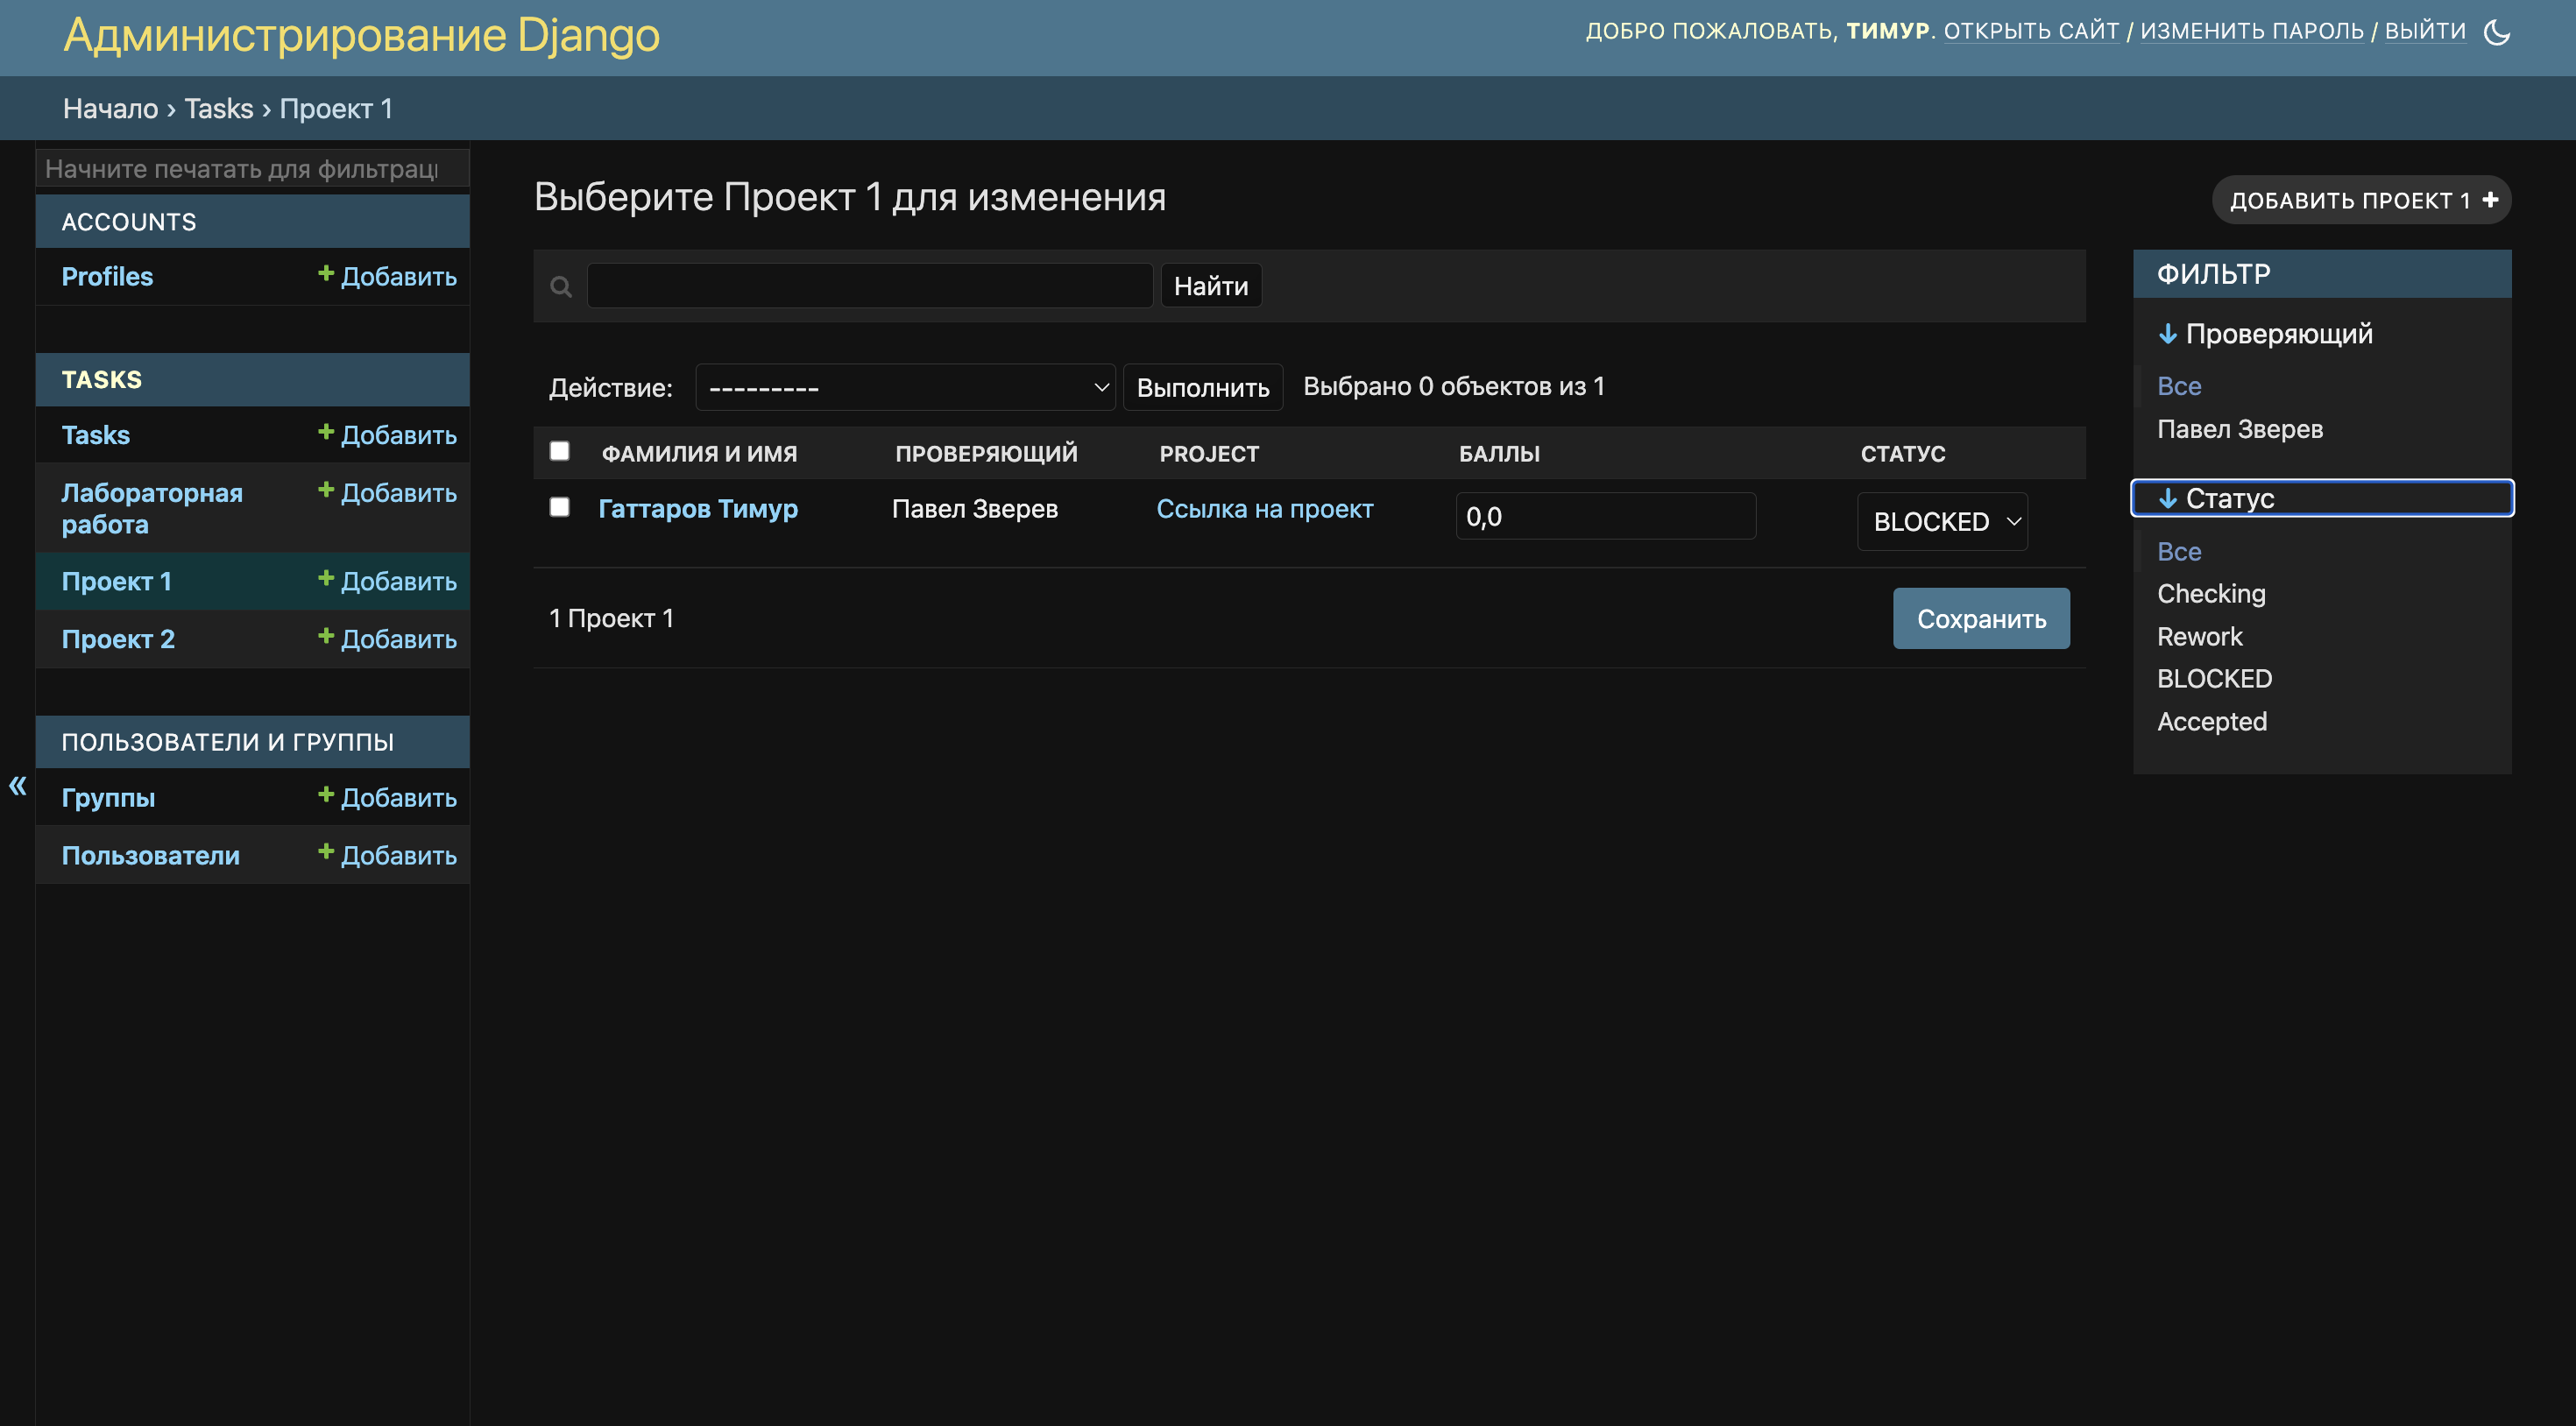 Администрирование Django
ДОБРО ПОЖАЛОВАТЬ, ТИМУР. ОТКРЫТЬ САЙТ / ИЗМЕНИТЬ ПАРОЛЬ / ВЫЙТИ
Начало › Tasks › Проект 1
Начните печатать для фильтрац
ACCOUNTS
Profiles + Добавить
TASKS
Tasks + Добавить
Лабораторная + Добавить
работа
Проект 1 + Добавить
Проект 2 + Добавить
ПОЛЬЗОВАТЕЛИ И ГРУППЫ
Группы + Добавить
Пользователи + Добавить
«
Выберите Проект 1 для изменения
ДОБАВИТЬ ПРОЕКТ 1 +
Найти
Действие: --------- Выполнить Выбрано 0 объектов из 1
ФАМИЛИЯ И ИМЯ ПРОВЕРЯЮЩИЙ PROJECT БАЛЛЫ СТАТУС
Гаттаров Тимур Павел Зверев Ссылка на проект 0,0 BLOCKED
1 Проект 1 Сохранить
ФИЛЬТР
↓ Проверяющий
Все
Павел Зверев
↓ Статус
Все
Checking
Rework
BLOCKED
Accepted